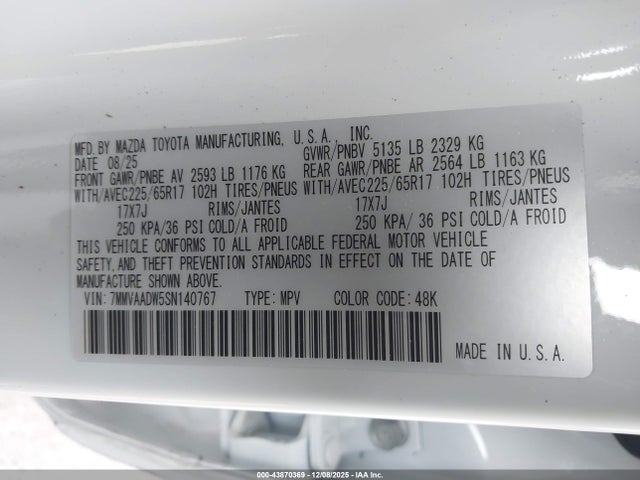 MFD. BY MAZDA TOYOTA MANUFACTURING, U.S.A., INC.
DATE 08/25 GVWR/PNBV 5135 LB 2329 KG
FRONT GAWR/PNBE AV 2593 LB 1176 KG REAR GAWR/PNBE AR 2564 LB 1163 KG
WITH/AVEC225/65R17 102H TIRES/PNEUS WITH/AVEC225/65R17 102H TIRES/PNEUS
17X7J RIMS/JANTES 17X7J RIMS/JANTES
250 KPA/36 PSI COLD/A FROID 250 KPA/ 36 PSI COLD/A FROID
THIS VEHICLE CONFORMS TO ALL APPLICABLE FEDERAL MOTOR VEHICLE
SAFETY, AND THEFT PREVENTION STANDARDS IN EFFECT ON THE DATE OF
MANUFACTURE SHOWN ABOVE.
VIN: 7MMVAADW5SN140767 TYPE: MPV COLOR CODE: 48K
MADE IN U.S.A.
000-43870369 - 12/08/2025 - IAA Inc.